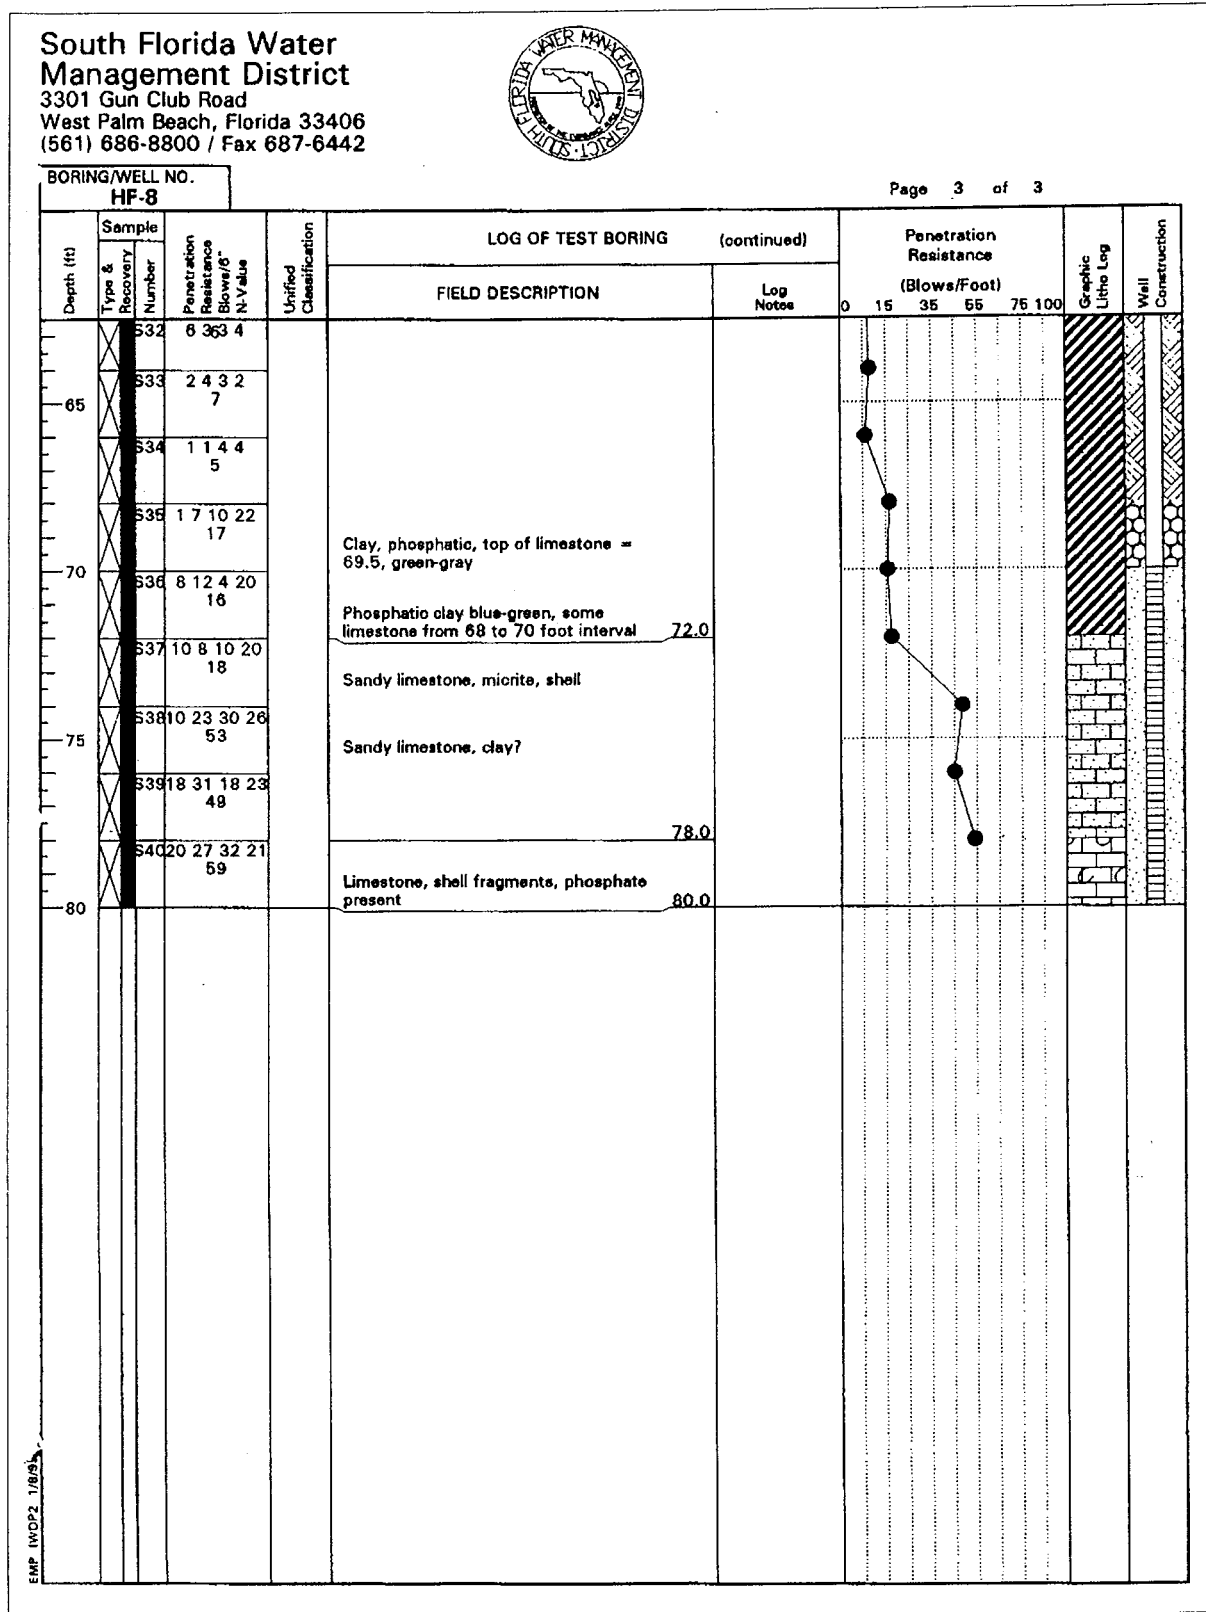 South Florida Water
Management District
3301 Gun Club Road
West Palm Beach, Florida 33406
(561) 686-8800 / Fax 687-6442
SOUTH FLORIDA WATER MANAGEMENT DISTRICT
BORING/WELL NO.
HF-8
Page 3 of 3
Depth (ft)
Sample
Type &
Recovery
Number
Penetration
Resistance
Blows/6"
N-Value
Unified
Classification
LOG OF TEST BORING (continued)
FIELD DESCRIPTION
Log
Notes
Penetration
Resistance
(Blows/Foot)
0 15 35 55 75 100
Graphic
Litho Log
Well
Construction
S32 6 3 3 4
6
S33 2 4 3 2
7
65
S34 1 1 4 4
5
S35 1 7 10 22
17
Clay, phosphatic, top of limestone =
69.5, green-gray
70
S36 8 12 4 20
16
Phosphatic clay blue-green, some
limestone from 68 to 70 foot interval 72.0
S37 10 8 10 20
18
Sandy limestone, micrite, shell
S38 10 23 30 26
53
75
Sandy limestone, clay?
S39 18 31 18 23
49
78.0
S40 20 27 32 21
59
Limestone, shell fragments, phosphate
present 80.0
80
EMP IWDP2 1/8/9